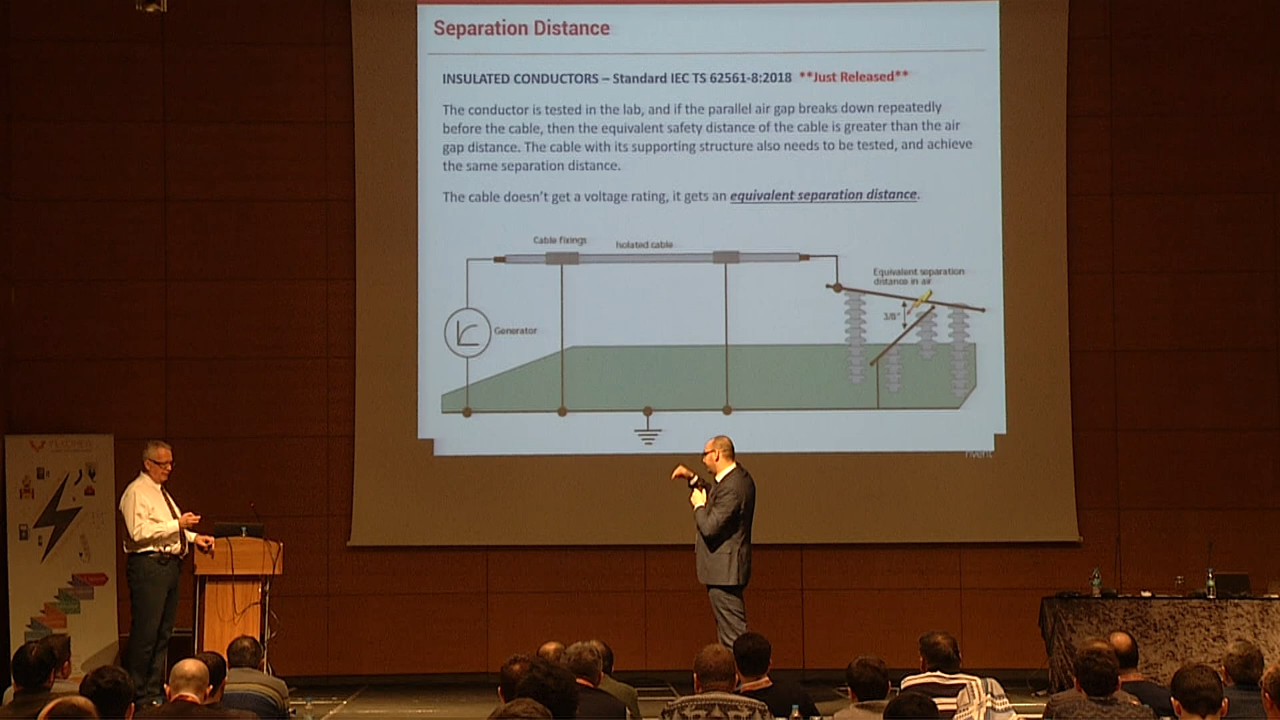 Separation Distance
INSULATED CONDUCTORS – Standard IEC TS 62561-8:2018 **Just Released**
The conductor is tested in the lab, and if the parallel air gap breaks down repeatedly
before the cable, then the equivalent safety distance of the cable is greater than the air
gap distance. The cable with its supporting structure also needs to be tested, and achieve
the same separation distance.
The cable doesn't get a voltage rating, it gets an equivalent separation distance.
Cable fixings
Isolated cable
Equivalent separation
distance in air
3/8"
Generator
nvent